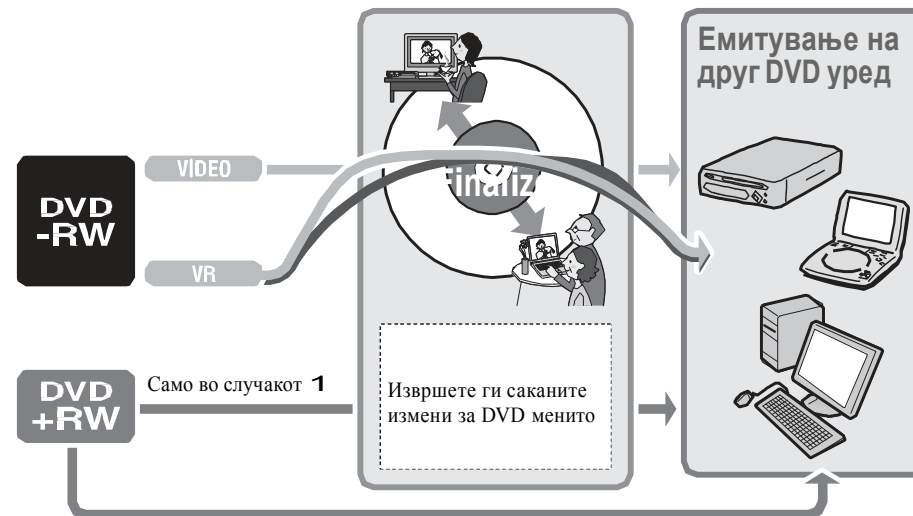 Емитување на
друг DVD уред
VIDEO
DVD
-RW
Finaliz
VR
DVD
+RW
Само во случакот 1
Извршете ги саканите
измени за DVD менито